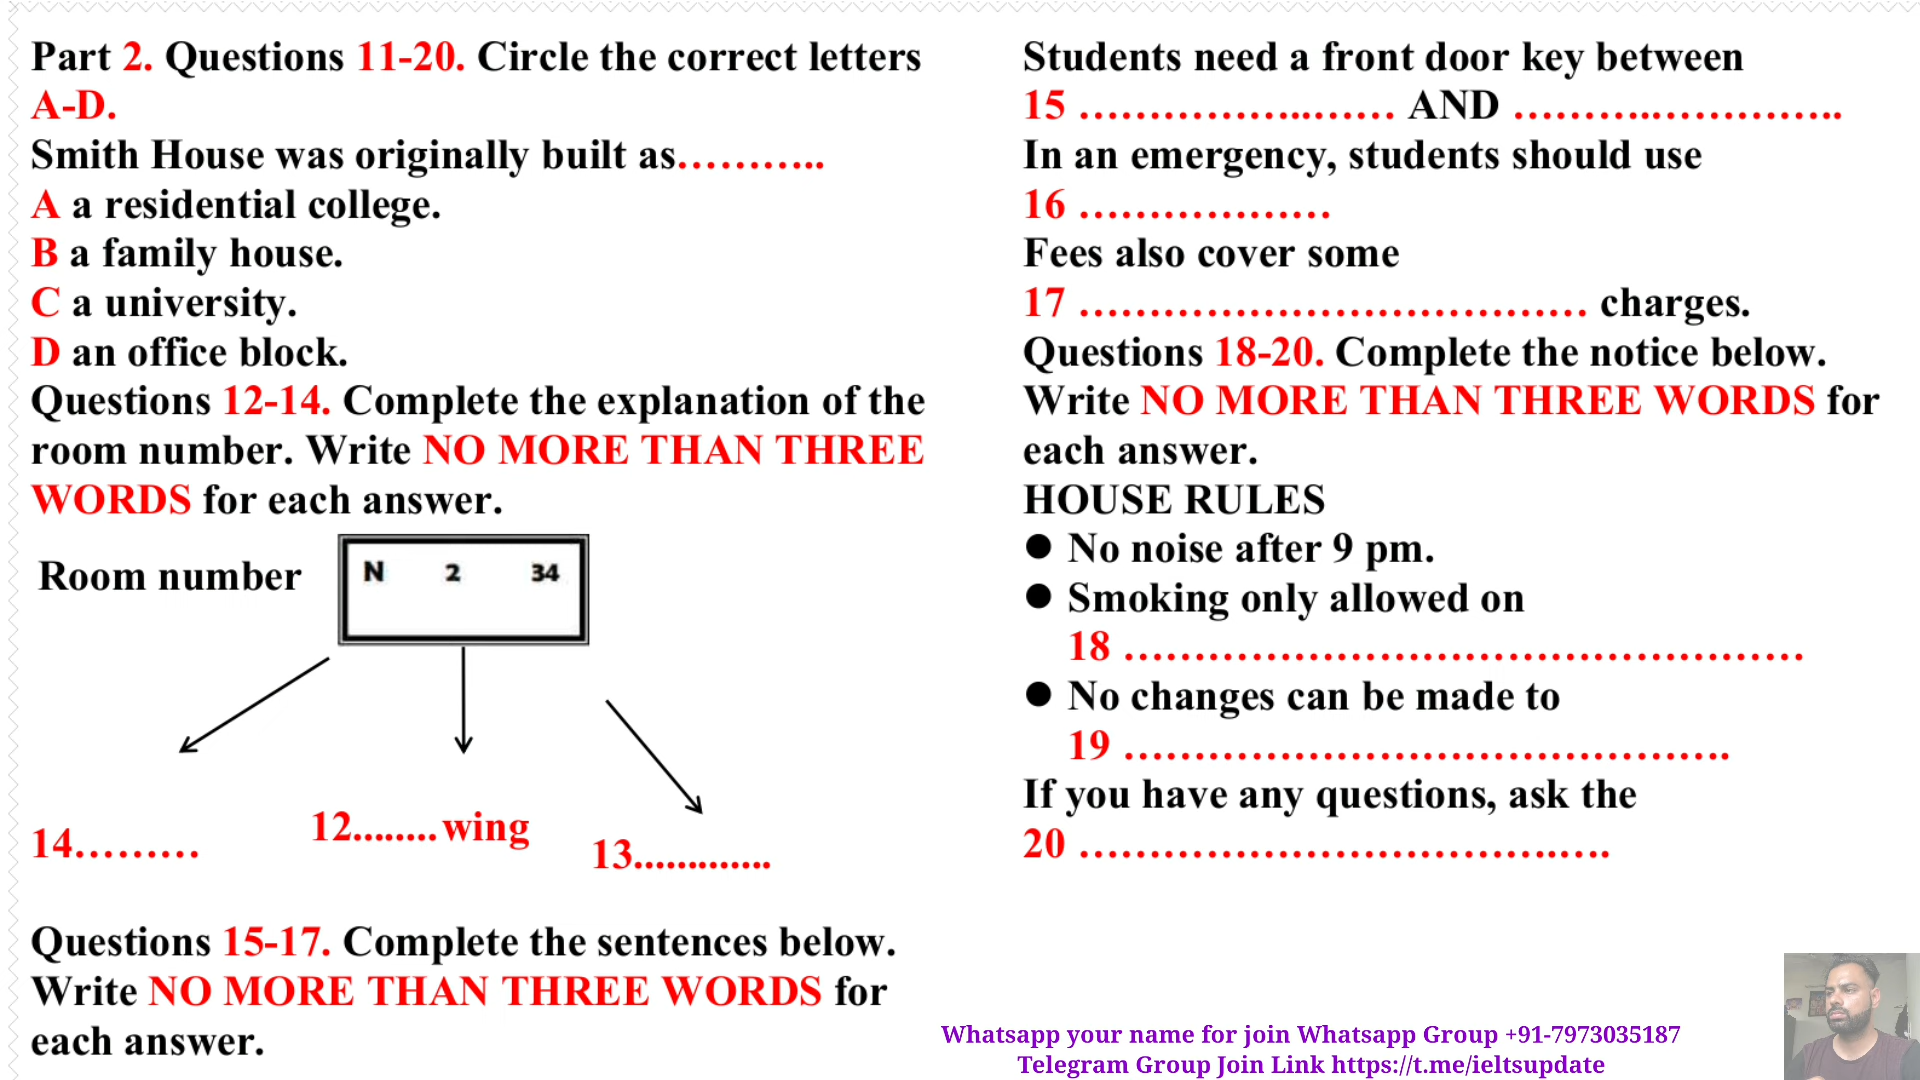 Part 2. Questions 11-20. Circle the correct letters
A-D.
Smith House was originally built as………..
A a residential college.
B a family house.
C a university.
D an office block.
Questions 12-14. Complete the explanation of the
room number. Write NO MORE THAN THREE
WORDS for each answer.
Room number N 2 34
14………
12........wing
13.............
Questions 15-17. Complete the sentences below.
Write NO MORE THAN THREE WORDS for
each answer.
Students need a front door key between
15 ……………..…… AND ………..…………..
In an emergency, students should use
16 ………………
Fees also cover some
17 ……………………………… charges.
Questions 18-20. Complete the notice below.
Write NO MORE THAN THREE WORDS for
each answer.
HOUSE RULES
● No noise after 9 pm.
● Smoking only allowed on
18 …………………………………………
● No changes can be made to
19 …………………………………….
If you have any questions, ask the
20 …………………………….….
Whatsapp your name for join Whatsapp Group +91-7973035187
Telegram Group Join Link https://t.me/ieltsupdate